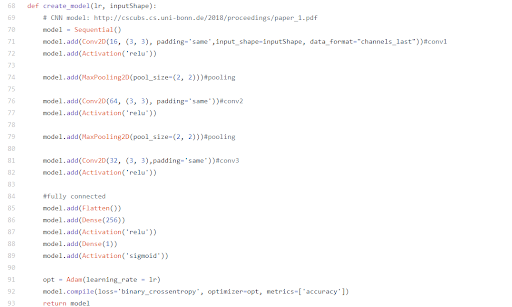 68 def create_model(lr, inputShape):
69 # CNN model: http://cscubs.cs.uni-bonn.de/2018/proceedings/paper_1.pdf
70 model = Sequential()
71 model.add(Conv2D(16, (3, 3), padding='same',input_shape=inputShape, data_format="channels_last"))#conv1
72 model.add(Activation('relu'))
73
74 model.add(MaxPooling2D(pool_size=(2, 2)))#pooling
75
76 model.add(Conv2D(64, (3, 3), padding='same'))#conv2
77 model.add(Activation('relu'))
78
79 model.add(MaxPooling2D(pool_size=(2, 2)))#pooling
80
81 model.add(Conv2D(32, (3, 3),padding='same'))#conv3
82 model.add(Activation('relu'))
83
84 #fully connected
85 model.add(Flatten())
86 model.add(Dense(256))
87 model.add(Activation('relu'))
88 model.add(Dense(1))
89 model.add(Activation('sigmoid'))
90
91 opt = Adam(learning_rate = lr)
92 model.compile(loss='binary_crossentropy', optimizer=opt, metrics=['accuracy'])
93 return model